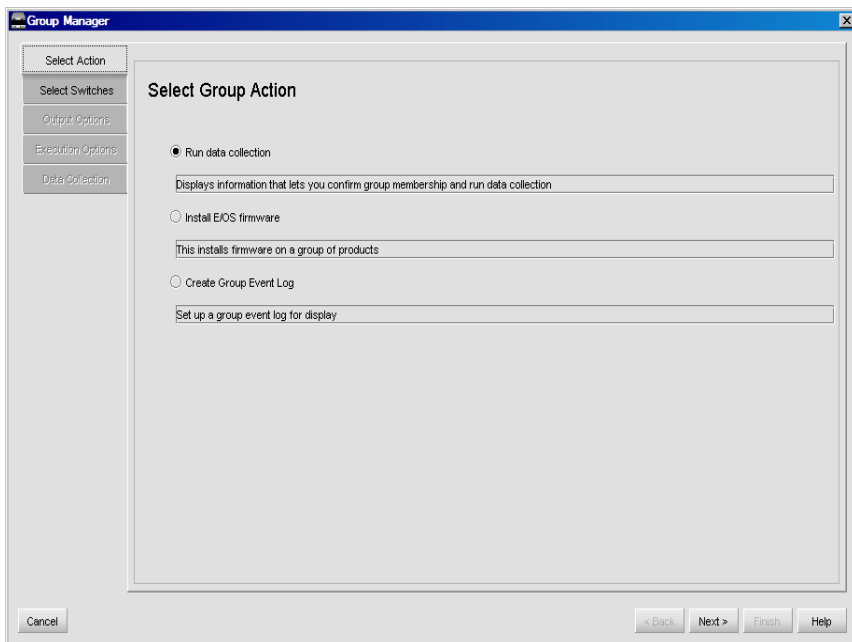 Group Manager
Select Action
Select Switches
Output Options
Execution Options
Data Collection
Select Group Action
Run data collection
Displays information that lets you confirm group membership and run data collection
Install E/OS firmware
This installs firmware on a group of products
Create Group Event Log
Set up a group event log for display
Cancel
< Back
Next >
Finish
Help